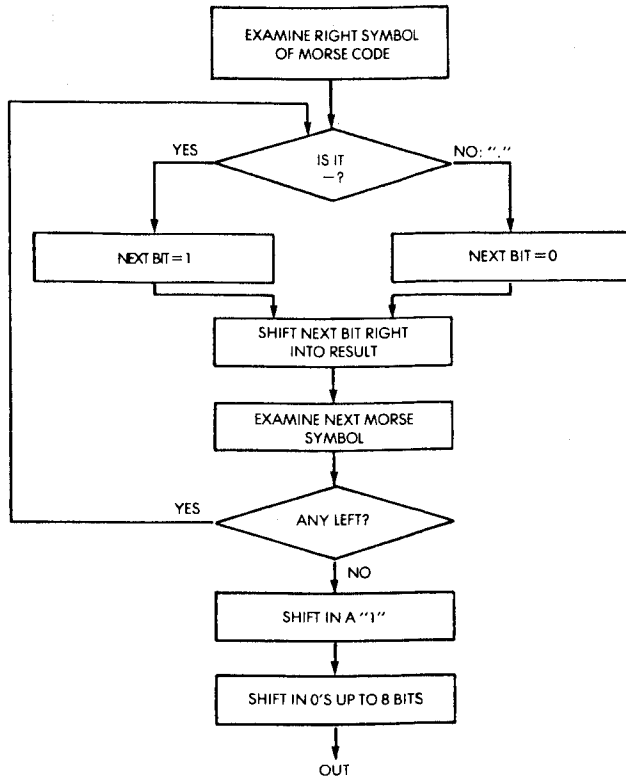 EXAMINE RIGHT SYMBOL
OF MORSE CODE
YES
IS IT
—?
NO: "."
NEXT BIT = 1
NEXT BIT = 0
SHIFT NEXT BIT RIGHT
INTO RESULT
EXAMINE NEXT MORSE
SYMBOL
YES
ANY LEFT?
NO
SHIFT IN A "1"
SHIFT IN 0'S UP TO 8 BITS
OUT